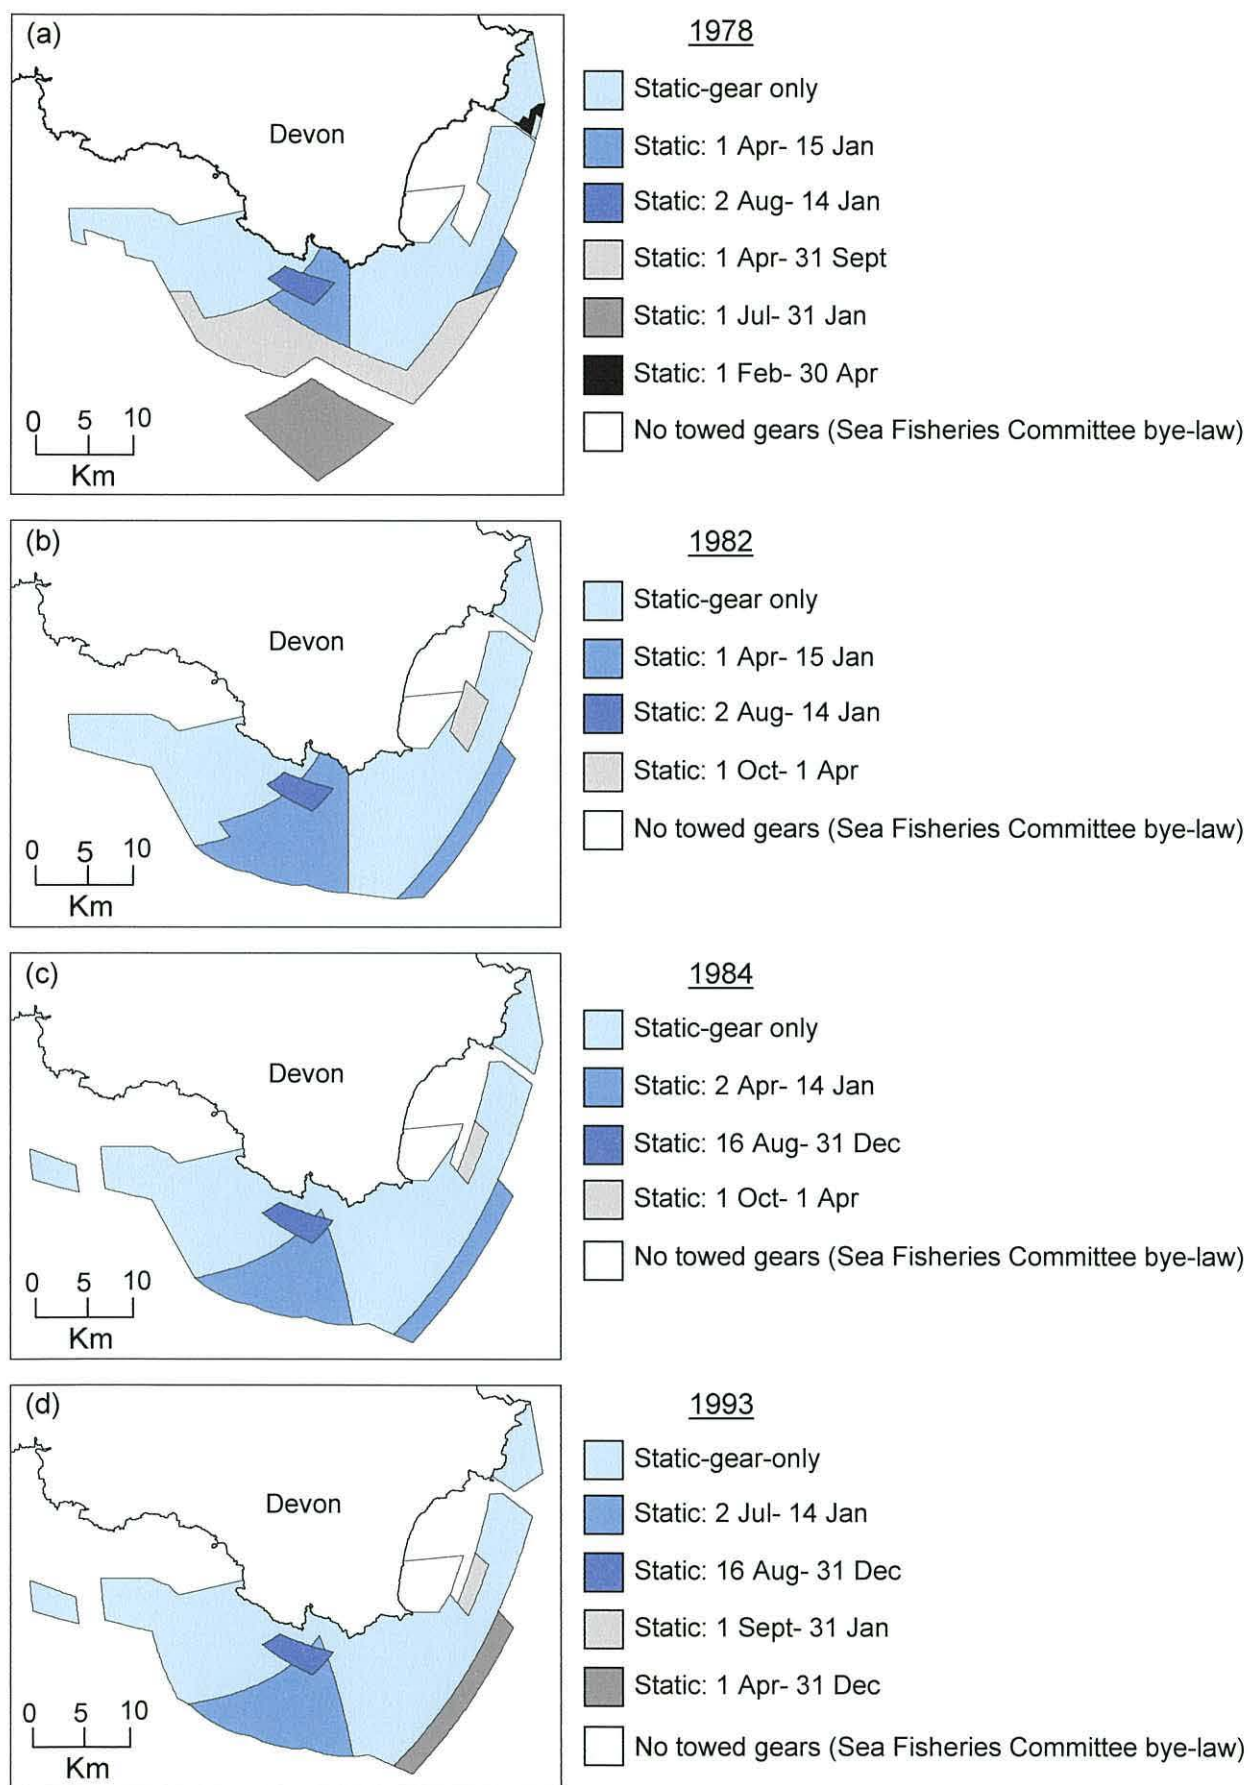 (a)
1978
Static-gear only
Static: 1 Apr- 15 Jan
Devon
Static: 2 Aug- 14 Jan
Static: 1 Apr- 31 Sept
Static: 1 Jul- 31 Jan
Static: 1 Feb- 30 Apr
0 5 10
Km
No towed gears (Sea Fisheries Committee bye-law)
(b)
1982
Static-gear only
Devon
Static: 1 Apr- 15 Jan
Static: 2 Aug- 14 Jan
Static: 1 Oct- 1 Apr
No towed gears (Sea Fisheries Committee bye-law)
0 5 10
Km
(c)
1984
Static-gear only
Devon
Static: 2 Apr- 14 Jan
Static: 16 Aug- 31 Dec
Static: 1 Oct- 1 Apr
No towed gears (Sea Fisheries Committee bye-law)
0 5 10
Km
(d)
1993
Static-gear-only
Devon
Static: 2 Jul- 14 Jan
Static: 16 Aug- 31 Dec
Static: 1 Sept- 31 Jan
Static: 1 Apr- 31 Dec
0 5 10
Km
No towed gears (Sea Fisheries Committee bye-law)